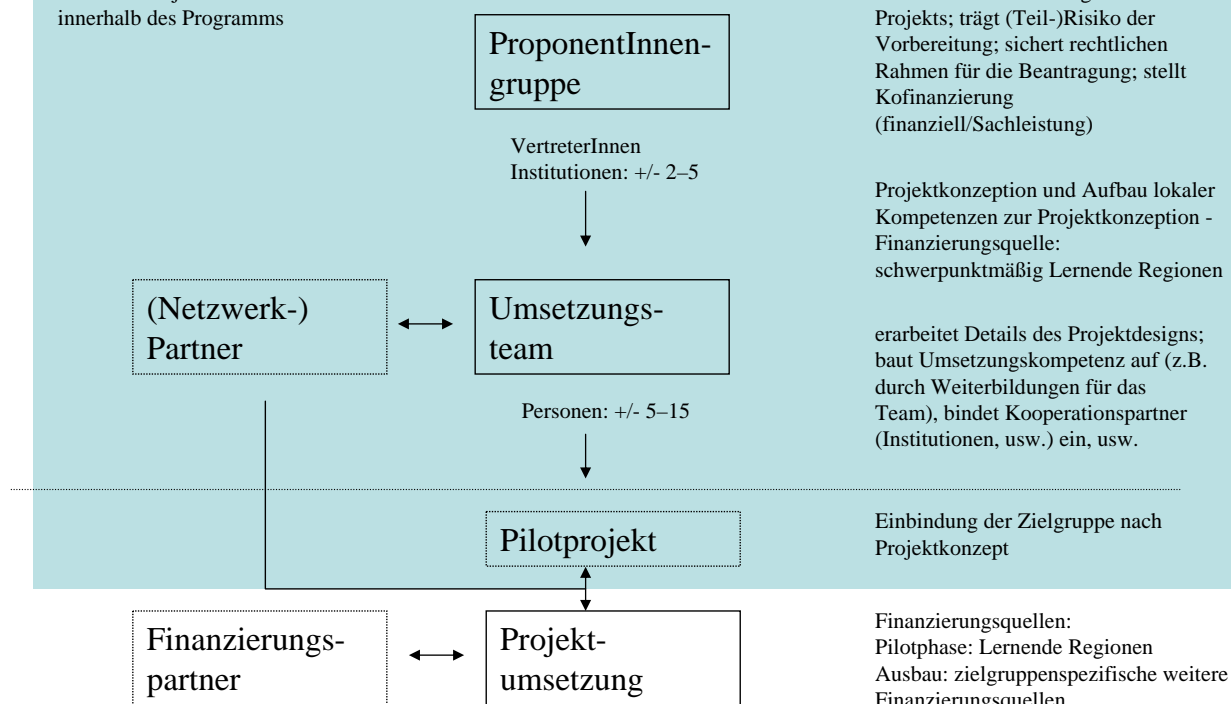 innerhalb des Programms
Projekts; trägt (Teil-)Risiko der
Vorbereitung; sichert rechtlichen
Rahmen für die Beantragung; stellt
Kofinanzierung
(finanziell/Sachleistung)
ProponentInnen-
gruppe
VertreterInnen
Institutionen: +/- 2–5
Projektkonzeption und Aufbau lokaler
Kompetenzen zur Projektkonzeption -
Finanzierungsquelle:
schwerpunktmäßig Lernende Regionen
(Netzwerk-)
Partner
Umsetzungs-
team
erarbeitet Details des Projektdesigns;
baut Umsetzungskompetenz auf (z.B.
durch Weiterbildungen für das
Team), bindet Kooperationspartner
(Institutionen, usw.) ein, usw.
Personen: +/- 5–15
Pilotprojekt
Einbindung der Zielgruppe nach
Projektkonzept
Finanzierungs-
partner
Projekt-
umsetzung
Finanzierungsquellen:
Pilotphase: Lernende Regionen
Ausbau: zielgruppenspezifische weitere
Finanzierungsquellen